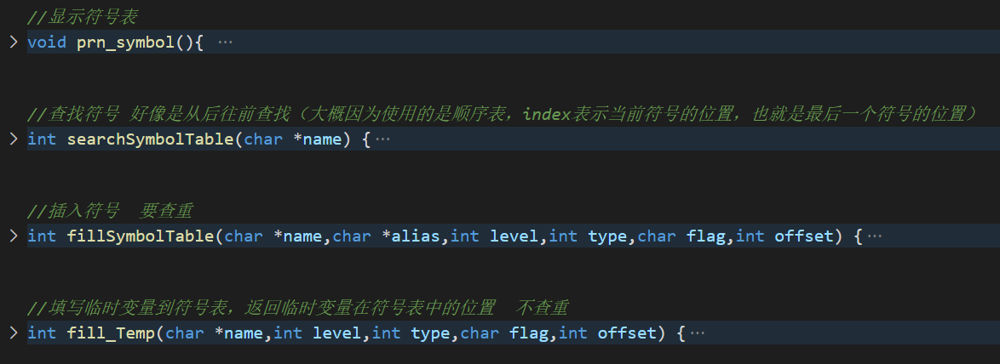 //显示符号表
void prn_symbol(){ ···
//查找符号 好像是从后往前查找（大概因为使用的是顺序表，index表示当前符号的位置，也就是最后一个符号的位置）
int searchSymbolTable(char *name) {···
//插入符号  要查重
int fillSymbolTable(char *name,char *alias,int level,int type,char flag,int offset) {···
//填写临时变量到符号表，返回临时变量在符号表中的位置  不查重
int fill_Temp(char *name,int level,int type,char flag,int offset) {···